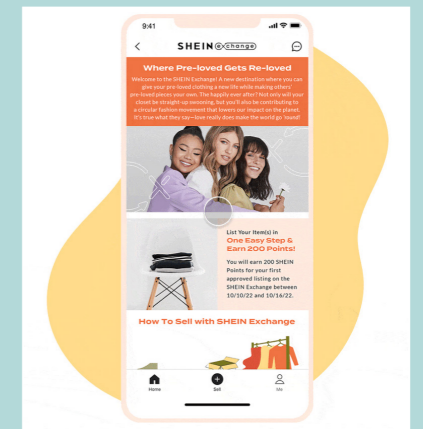 9:41
SHEIN exchange
Where Pre-loved Gets Re-loved
Welcome to the SHEIN Exchange! A new destination where you can
give your pre-loved clothing a new life while making others'
pre-loved pieces your own. The happily ever after? Not only will your
closet be straight-up swooning, but you'll also be contributing to
a circular fashion movement that lowers our impact on the planet.
It's true what they say—love really does make the world go 'round!
List Your Item(s) in
One Easy Step &
Earn 200 Points!
You will earn 200 SHEIN
Points for your first
approved listing on the
SHEIN Exchange between
10/10/22 and 10/16/22.
How To Sell with SHEIN Exchange
Home
Sell
Me